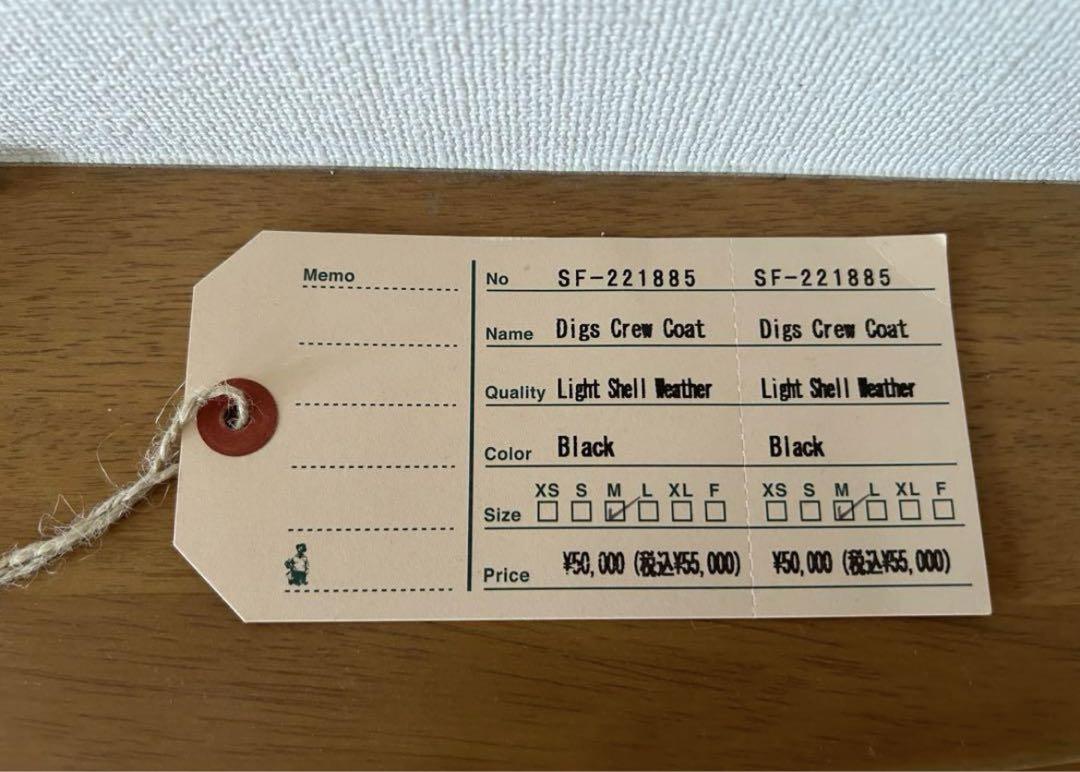 Memo
No SF-221885 SF-221885
Name Digs Crew Coat Digs Crew Coat
Quality Light Shell Weather Light Shell Weather
Color Black Black
XS S M L XL F XS S M L XL F
Size
Price ¥50,000 (税込¥55,000) ¥50,000 (税込¥55,000)